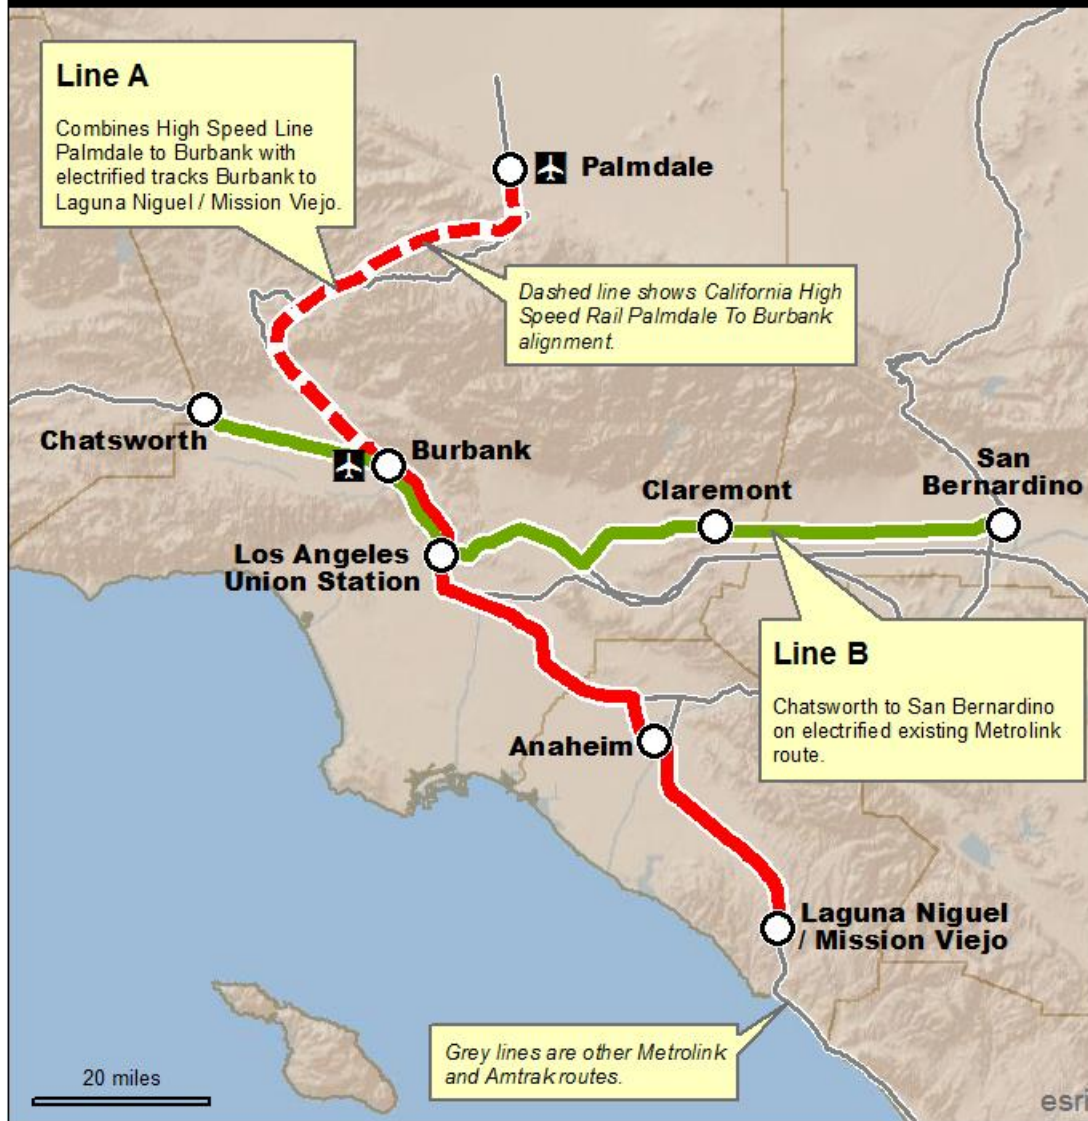 Line A
Combines High Speed Line
Palmdale to Burbank with
electrified tracks Burbank to
Laguna Niguel / Mission Viejo.
Palmdale
Dashed line shows California High
Speed Rail Palmdale To Burbank
alignment.
Chatsworth
Burbank
Claremont
San
Bernardino
Los Angeles
Union Station
Line B
Chatsworth to San Bernardino
on electrified existing Metrolink
route.
Anaheim
Laguna Niguel
/ Mission Viejo
Grey lines are other Metrolink
and Amtrak routes.
20 miles
esri